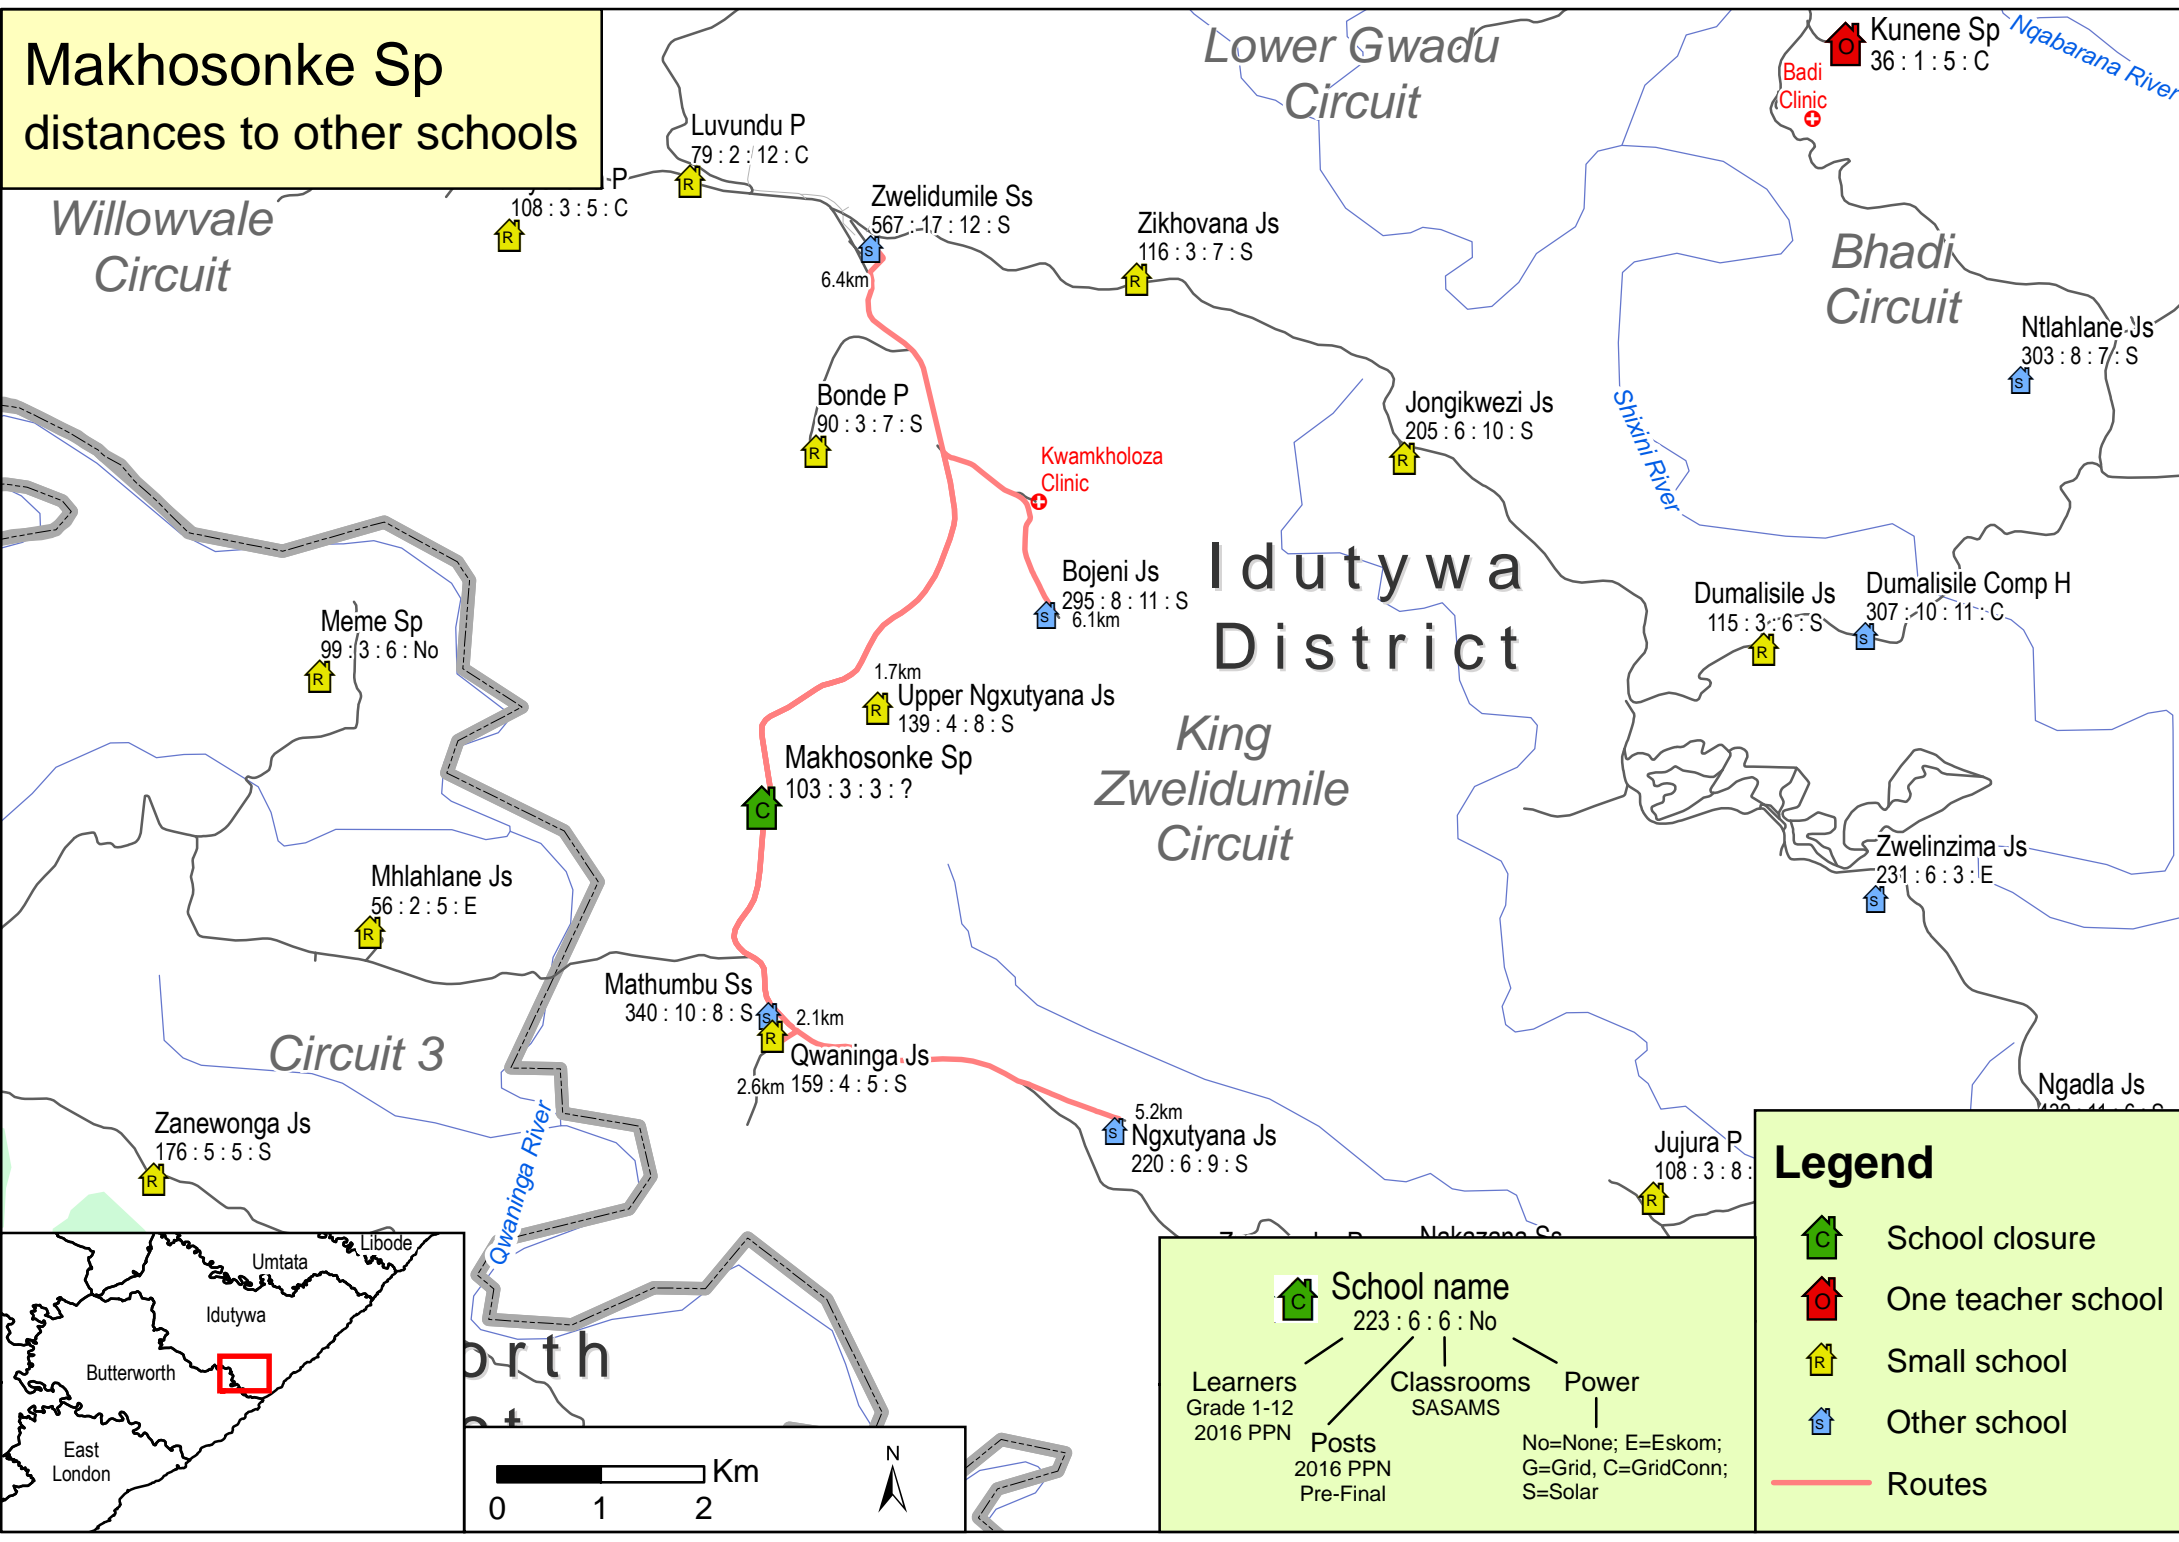 Makhosonke Sp
distances to other schools
Lower Gwadu
Circuit
Kunene Sp
36 : 1 : 5 : C
Nqabarana River
Badi
Clinic
Luvundu P
79 : 2 : 12 : C
P
108 : 3 : 5 : C
Willowvale
Circuit
Zwelidumile Ss
567 : 17 : 12 : S
6.4km
Zikhovana Js
116 : 3 : 7 : S
Bhadi
Circuit
Ntlahlane Js
303 : 8 : 7 : S
Bonde P
90 : 3 : 7 : S
Jongikwezi Js
205 : 6 : 10 : S
Shixini River
Kwamkholoza
Clinic
Idutywa
District
Bojeni Js
295 : 8 : 11 : S
6.1km
Dumalisile Js
115 : 3 : 6 : S
Dumalisile Comp H
307 : 10 : 11 : C
Meme Sp
99 : 3 : 6 : No
1.7km
Upper Ngxutyana Js
139 : 4 : 8 : S
King
Zwelidumile
Circuit
Makhosonke Sp
103 : 3 : 3 : ?
Zwelinzima Js
231 : 6 : 3 : E
Mhlahlane Js
56 : 2 : 5 : E
Mathumbu Ss
340 : 10 : 8 : S
2.1km
Circuit 3
Qwaninga Js
2.6km
159 : 4 : 5 : S
Qwaninga River
Zanewonga Js
176 : 5 : 5 : S
5.2km
Ngxutyana Js
220 : 6 : 9 : S
Ngadla Js
Jujura P
108 : 3 : 8 :
Nakazana Ss
orth
Libode
Umtata
Idutywa
Butterworth
East
London
0 1 2 Km
N
C School name
223 : 6 : 6 : No
Learners
Grade 1-12
2016 PPN
Posts
2016 PPN
Pre-Final
Classrooms
SASAMS
Power
No=None; E=Eskom;
G=Grid, C=GridConn;
S=Solar
Legend
C School closure
O One teacher school
R Small school
S Other school
Routes